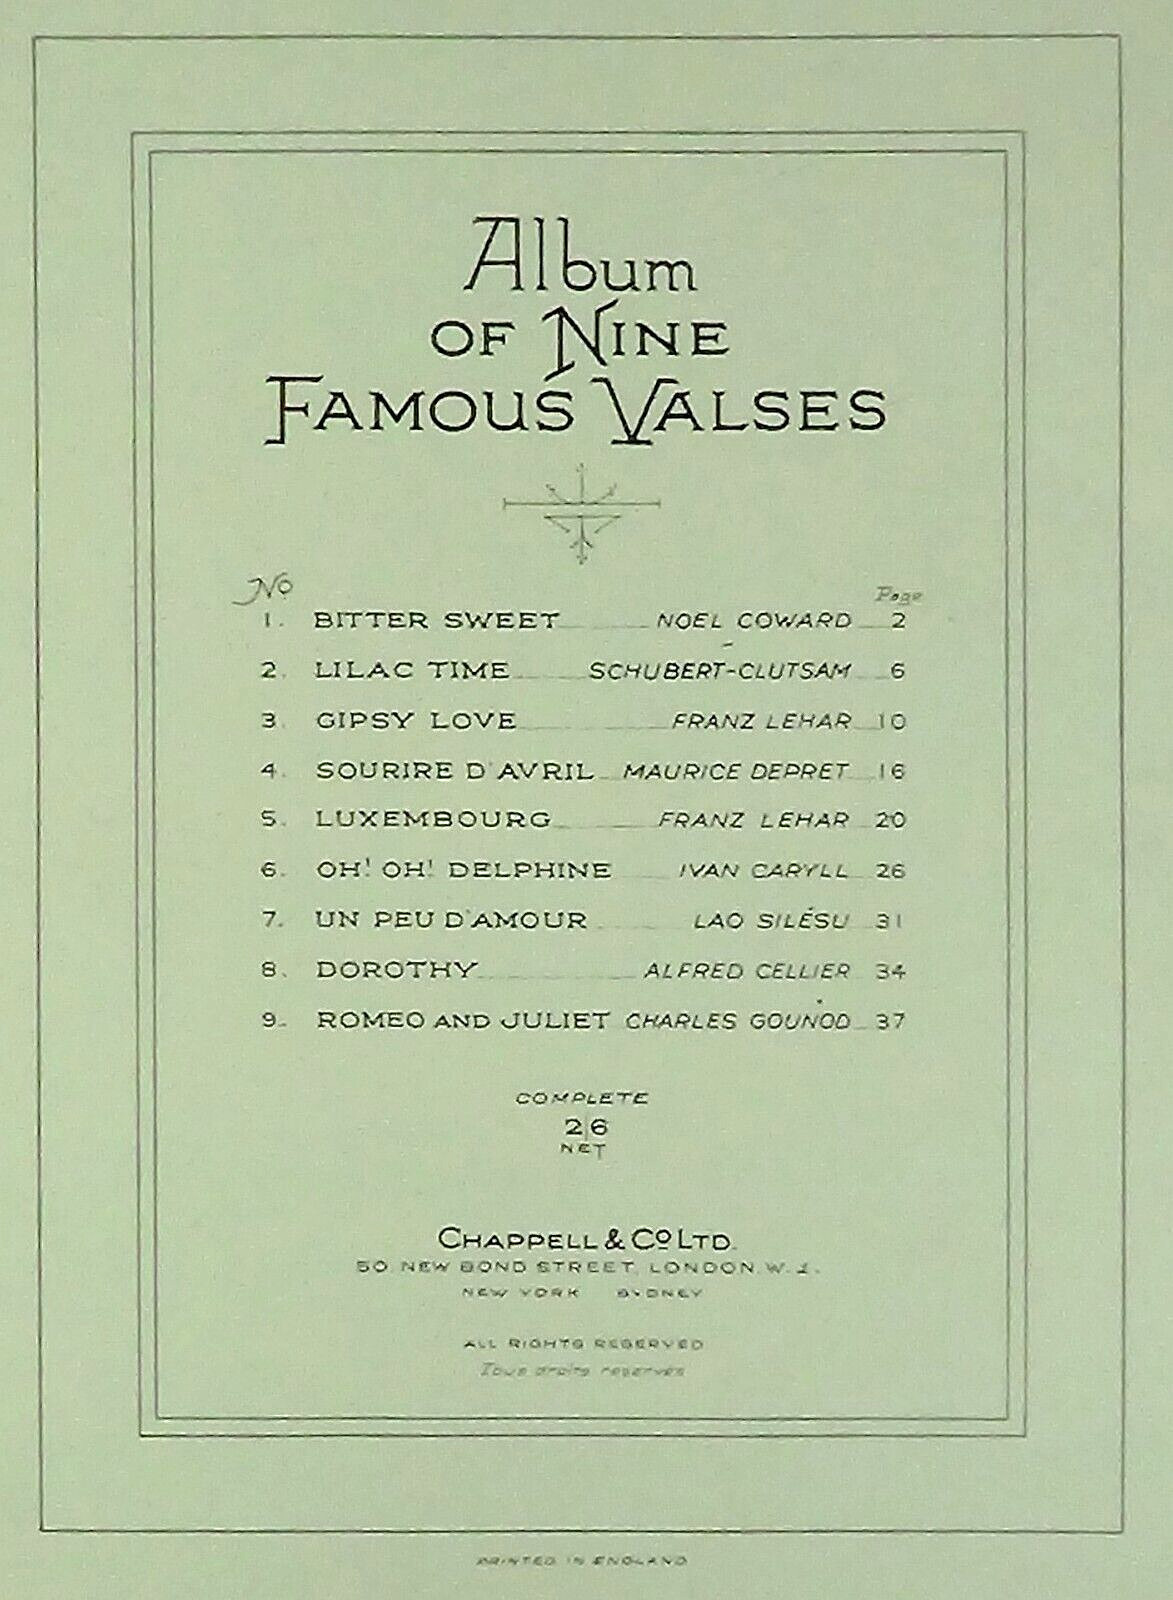 Album
OF NINE
FAMOUS VALSES
No Page
1. BITTER SWEET NOEL COWARD 2
2. LILAC TIME SCHUBERT-CLUTSAM 6
3. GIPSY LOVE FRANZ LEHAR 10
4. SOURIRE D'AVRIL MAURICE DEPRET 16
5. LUXEMBOURG FRANZ LEHAR 20
6. OH! OH! DELPHINE IVAN CARYLL 26
7. UN PEU D'AMOUR LAO SILÉSU 31
8. DOROTHY ALFRED CELLIER 34
9. ROMEO AND JULIET CHARLES GOUNOD 37
COMPLETE
2/6
NET
CHAPPELL & Co LTD.
50, NEW BOND STREET, LONDON, W. 1.
NEW YORK SYDNEY
ALL RIGHTS RESERVED
Tous droits reserves
PRINTED IN ENGLAND